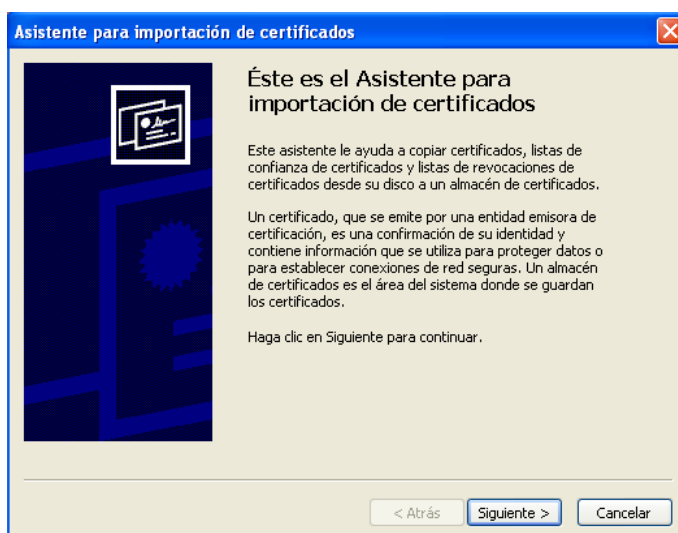 Asistente para importación de certificados
Éste es el Asistente para
importación de certificados
Este asistente le ayuda a copiar certificados, listas de
confianza de certificados y listas de revocaciones de
certificados desde su disco a un almacén de certificados.
Un certificado, que se emite por una entidad emisora de
certificación, es una confirmación de su identidad y
contiene información que se utiliza para proteger datos o
para establecer conexiones de red seguras. Un almacén
de certificados es el área del sistema donde se guardan
los certificados.
Haga clic en Siguiente para continuar.
< Atrás Siguiente > Cancelar